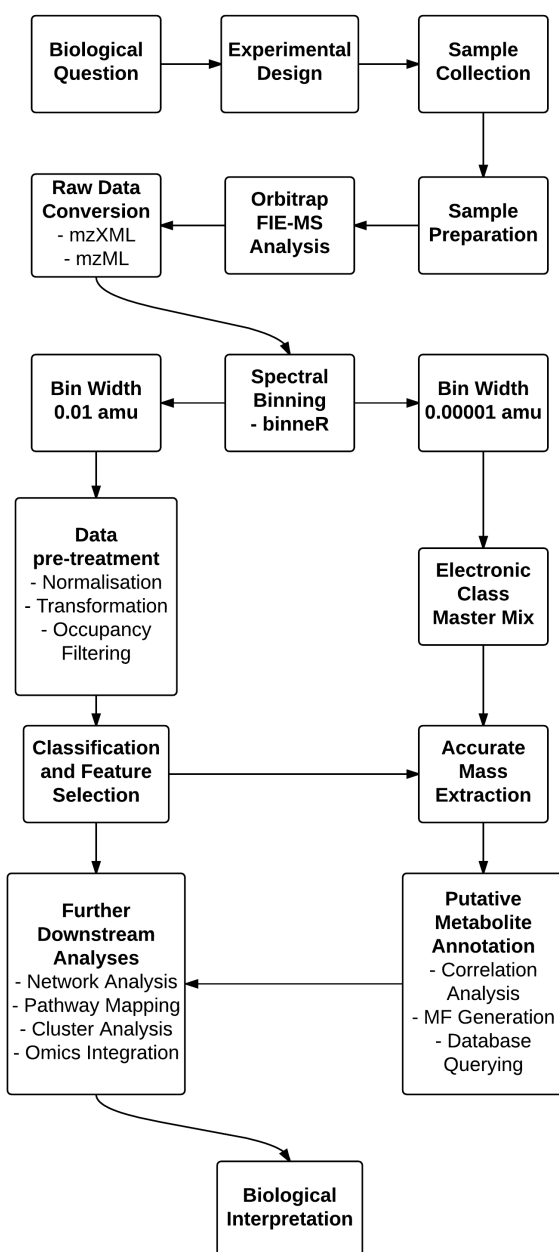 Biological
Question
Experimental
Design
Sample
Collection
Raw Data
Conversion
- mzXML
- mzML
Orbitrap
FIE-MS
Analysis
Sample
Preparation
Bin Width
0.01 amu
Spectral
Binning
- binneR
Bin Width
0.00001 amu
Data
pre-treatment
- Normalisation
- Transformation
- Occupancy
Filtering
Electronic
Class
Master Mix
Classification
and Feature
Selection
Accurate
Mass
Extraction
Further
Downstream
Analyses
- Network Analysis
- Pathway Mapping
- Cluster Analysis
- Omics Integration
Putative
Metabolite
Annotation
- Correlation
Analysis
- MF Generation
- Database
Querying
Biological
Interpretation